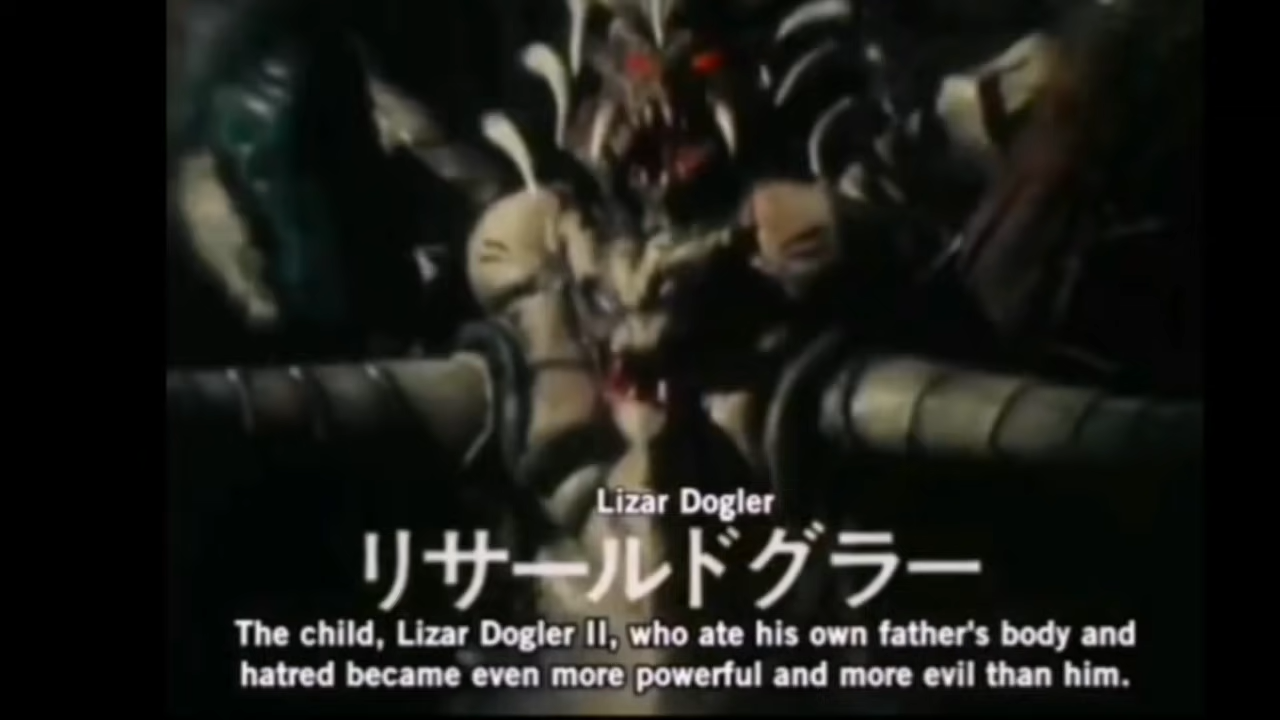 Lizar Dogler
リサールドグラー
The child, Lizar Dogler II, who ate his own father's body and
hatred became even more powerful and more evil than him.